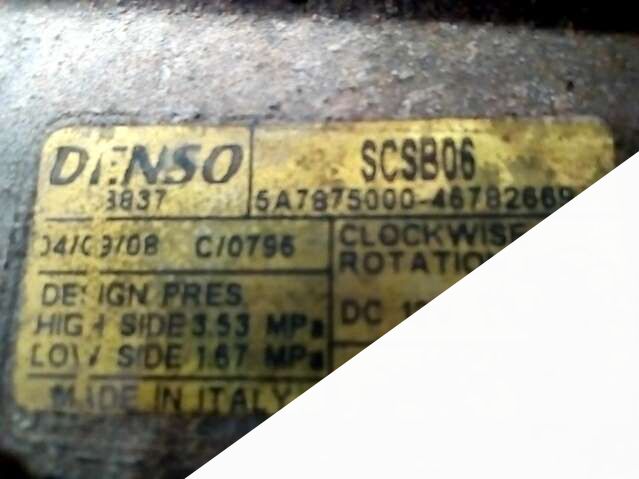 DENSO SCSB06
8837 5A7875000-4678266
04/09/08 C/0796 CLOCKWISE
ROTATION
DESIGN PRES
HIGH SIDE 3.53 MPa DC
LOW SIDE 1.67 MPa
MADE IN ITALY